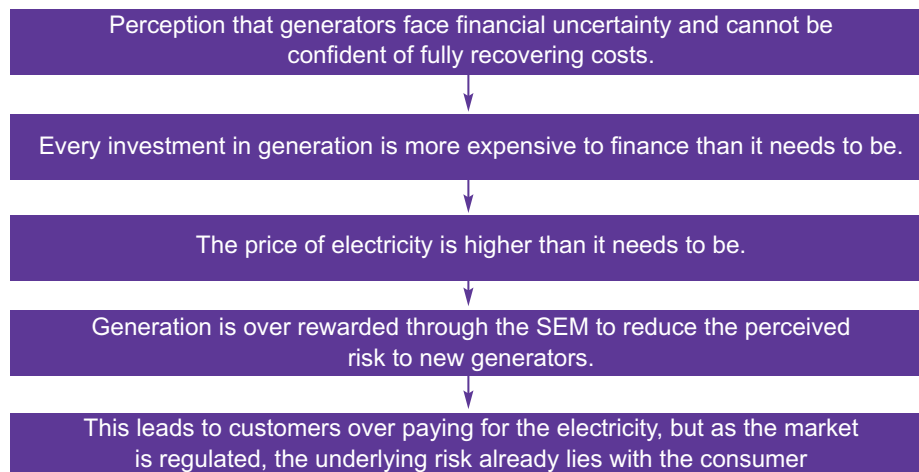 Perception that generators face financial uncertainty and cannot be
confident of fully recovering costs.
Every investment in generation is more expensive to finance than it needs to be.
The price of electricity is higher than it needs to be.
Generation is over rewarded through the SEM to reduce the perceived
risk to new generators.
This leads to customers over paying for the electricity, but as the market
is regulated, the underlying risk already lies with the consumer